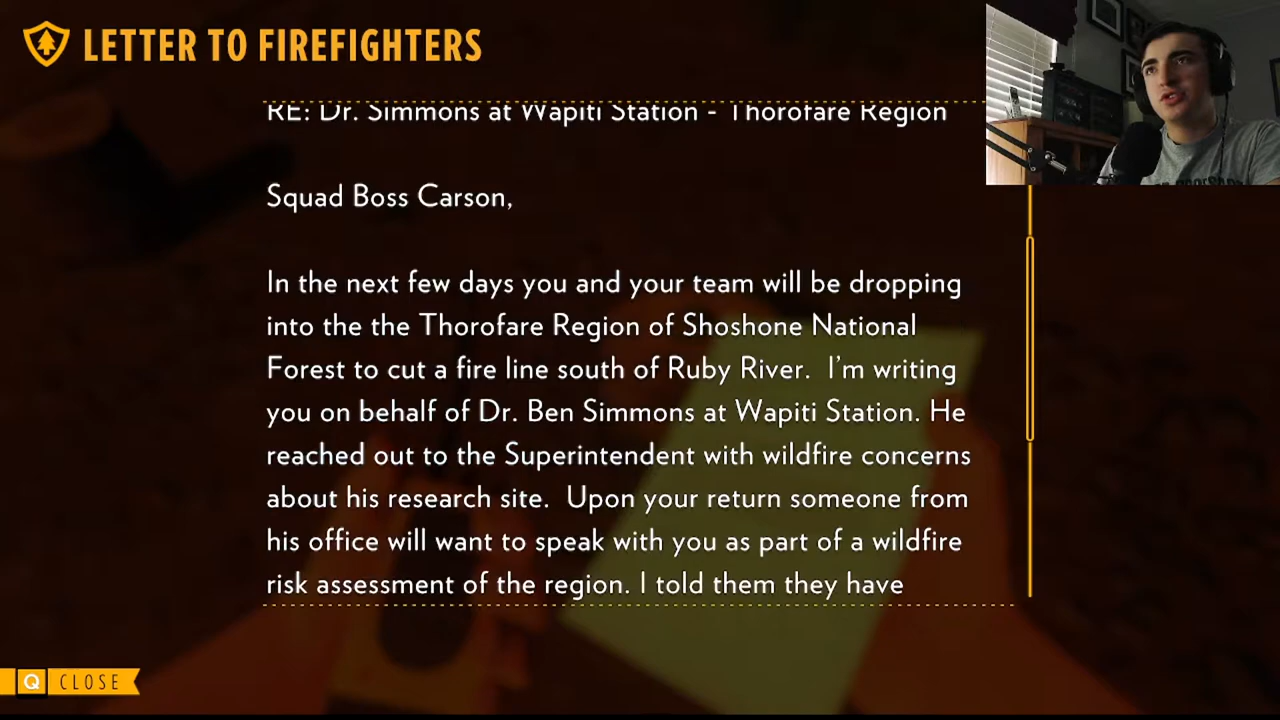 LETTER TO FIREFIGHTERS
RE: Dr. Simmons at Wapiti Station - Thorofare Region
Squad Boss Carson,
In the next few days you and your team will be dropping
into the the Thorofare Region of Shoshone National
Forest to cut a fire line south of Ruby River.  I'm writing
you on behalf of Dr. Ben Simmons at Wapiti Station. He
reached out to the Superintendent with wildfire concerns
about his research site.  Upon your return someone from
his office will want to speak with you as part of a wildfire
risk assessment of the region. I told them they have
Q CLOSE